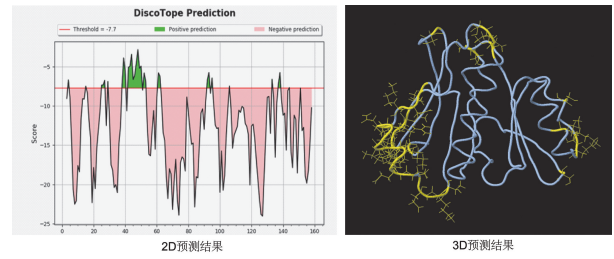 DiscoTope Prediction
Threshold = -7.7 Positive prediction Negative prediction
-5
-10
-15
-20
-25
Score
0 20 40 60 80 100 120 140 160
2D预测结果
3D预测结果